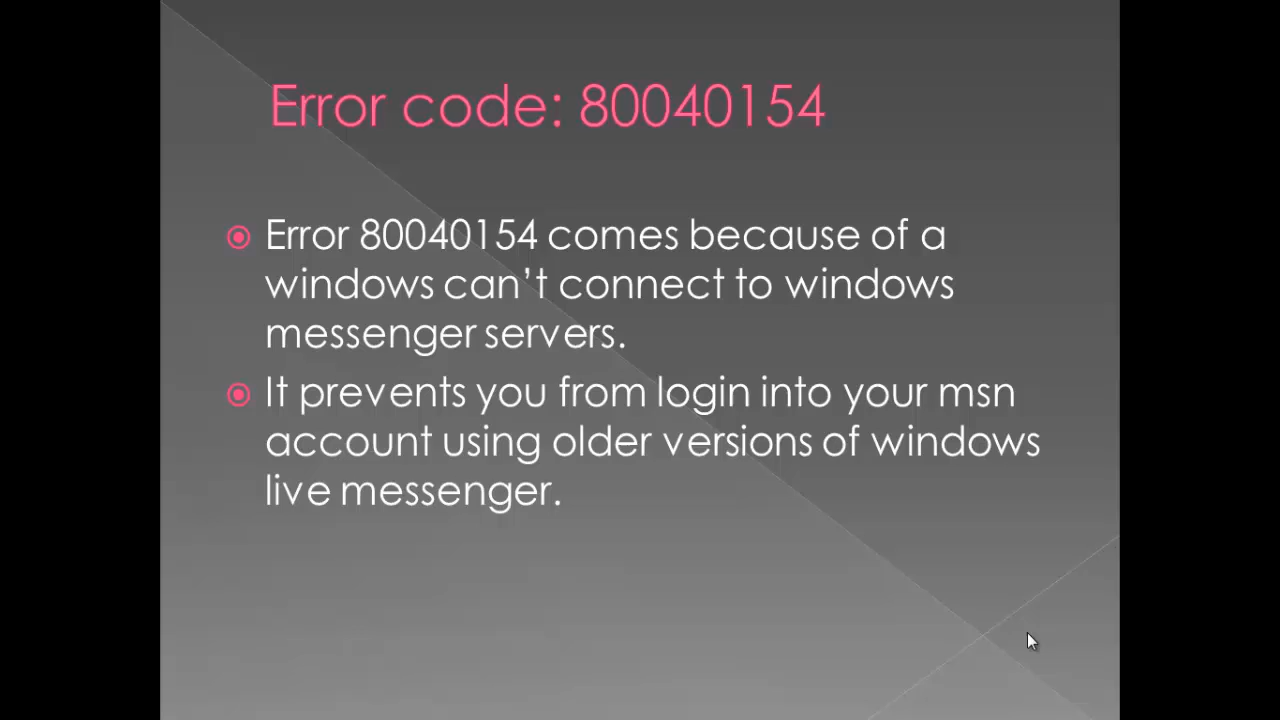 Error code: 80040154
Error 80040154 comes because of a
windows can't connect to windows
messenger servers.
It prevents you from login into your msn
account using older versions of windows
live messenger.